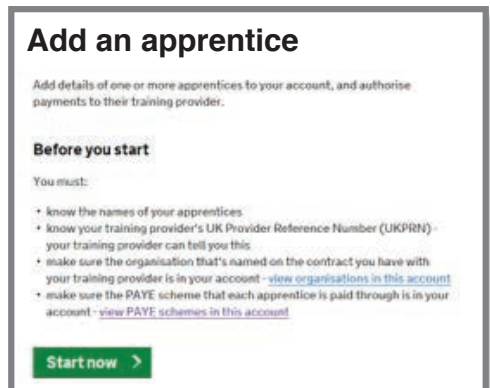 Add an apprentice
Add details of one or more apprentices to your account, and authorise
payments to their training provider.
Before you start
You must:
• know the names of your apprentices
• know your training provider's UK Provider Reference Number (UKPRN) -
your training provider can tell you this
• make sure the organisation that's named on the contract you have with
your training provider is in your account - view organisations in this account
• make sure the PAYE scheme that each apprentice is paid through is in your
account - view PAYE schemes in this account
Start now >